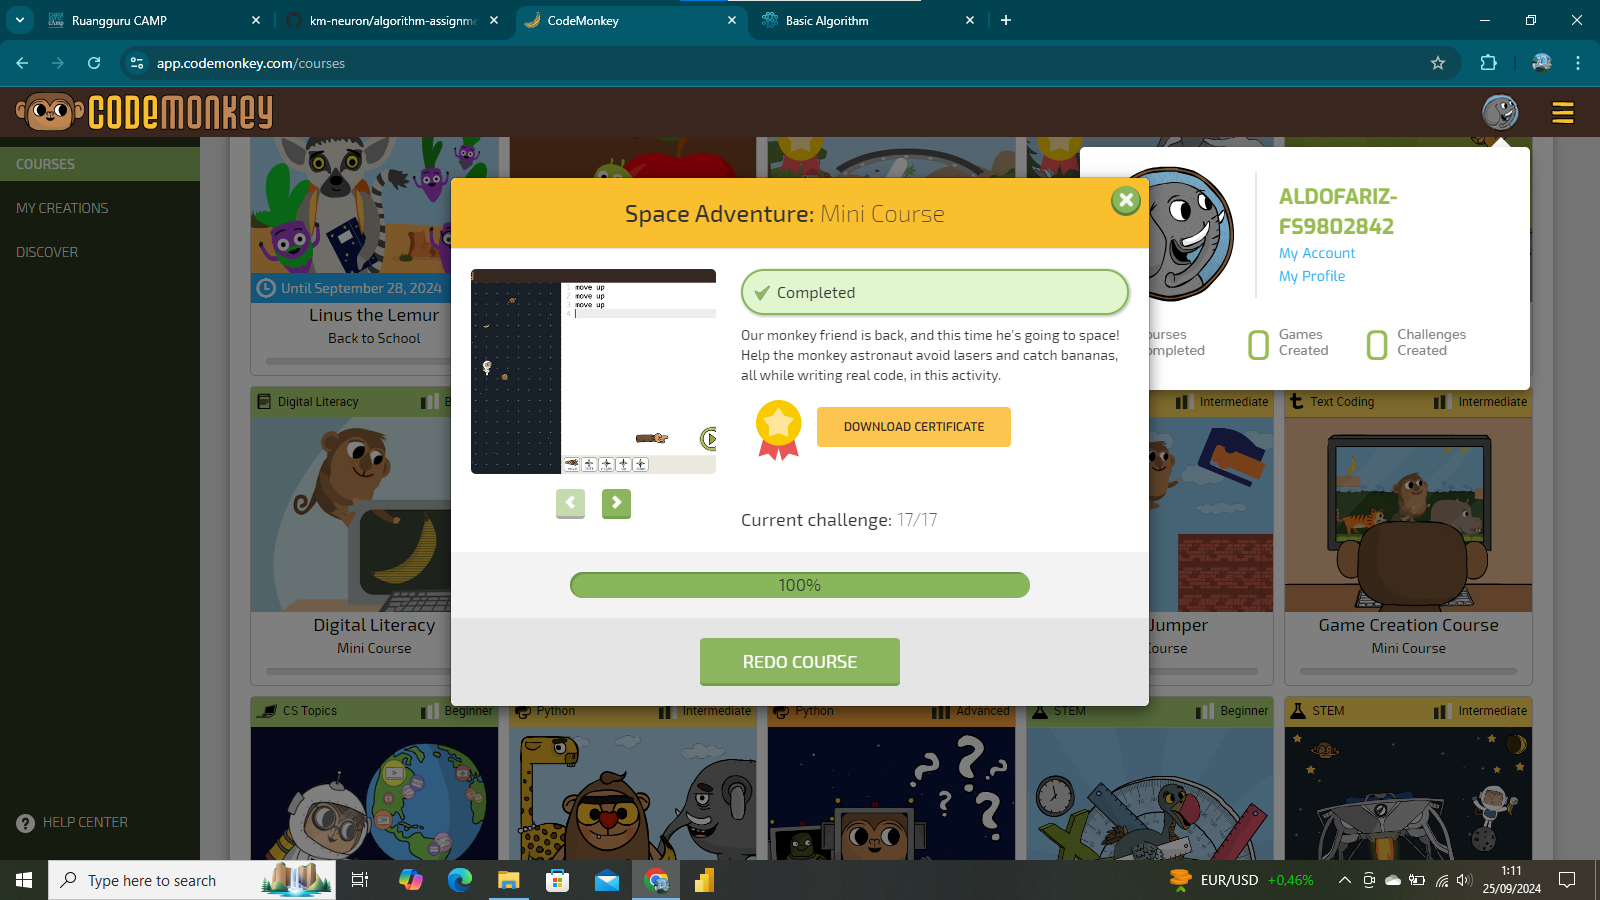 Ruangguru CAMP
km-neuron/algorithm-assignme
CodeMonkey
Basic Algorithm
app.codemonkey.com/courses
CODEMONKEY
COURSES
MY CREATIONS
DISCOVER
HELP CENTER
Until September 28, 2024
Linus the Lemur
Back to School
Space Adventure: Mini Course
1 move up
2 move up
3 move up
4
Completed
Our monkey friend is back, and this time he's going to space!
Help the monkey astronaut avoid lasers and catch bananas,
all while writing real code, in this activity.
DOWNLOAD CERTIFICATE
Current challenge: 17/17
100%
REDO COURSE
ALDOFARIZ-
FS9802842
My Account
My Profile
ourses
ompleted
0 Games
Created
0 Challenges
Created
Digital Literacy
B
Intermediate
Text Coding
Intermediate
Digital Literacy
Mini Course
Jumper
ourse
Game Creation Course
Mini Course
CS Topics
Beginner
Python
Intermediate
Python
Advanced
STEM
Beginner
STEM
Intermediate
Type here to search
EUR/USD +0,46%
1:11
25/09/2024